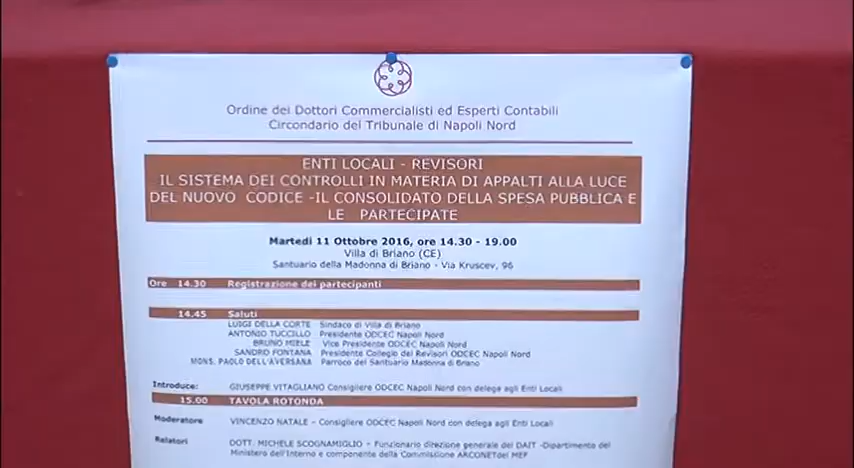 Ordine dei Dottori Commercialisti ed Esperti Contabili
Circondario del Tribunale di Napoli Nord
ENTI LOCALI - REVISORI
IL SISTEMA DEI CONTROLLI IN MATERIA DI APPALTI ALLA LUCE
DEL NUOVO CODICE -IL CONSOLIDATO DELLA SPESA PUBBLICA E
LE PARTECIPATE
Martedi 11 Ottobre 2016, ore 14.30 - 19.00
Villa di Briano (CE)
Santuario della Madonna di Briano - Via Kruscev, 96
Ore 14.30 Registrazione dei partecipanti
14.45 Saluti
LUIGI DELLA CORTE Sindaco di Villa di Briano
ANTONIO TUCCILLO Presidente ODCEC Napoli Nord
BRUNO MIELE Vice Presidente ODCEC Napoli Nord
SANDRO FONTANA Presidente Collegio dei Revisori ODCEC Napoli Nord
MONS. PAOLO DELL'AVERSANA Parroco del Santuario Madonna di Briano
Introduce: GIUSEPPE VITAGLIANO Consigliere ODCEC Napoli Nord con delega agli Enti Locali
15.00 TAVOLA ROTONDA
Moderatore VINCENZO NATALE – Consigliere ODCEC Napoli Nord con delega agli Enti Locali
Relatori DOTT. MICHELE SCOGNAMIGLIO – Funzionario direzione generale del DAIT -Dipartimento del
Ministero dell'Interno e componente della Commissione ARCONETdel MEF